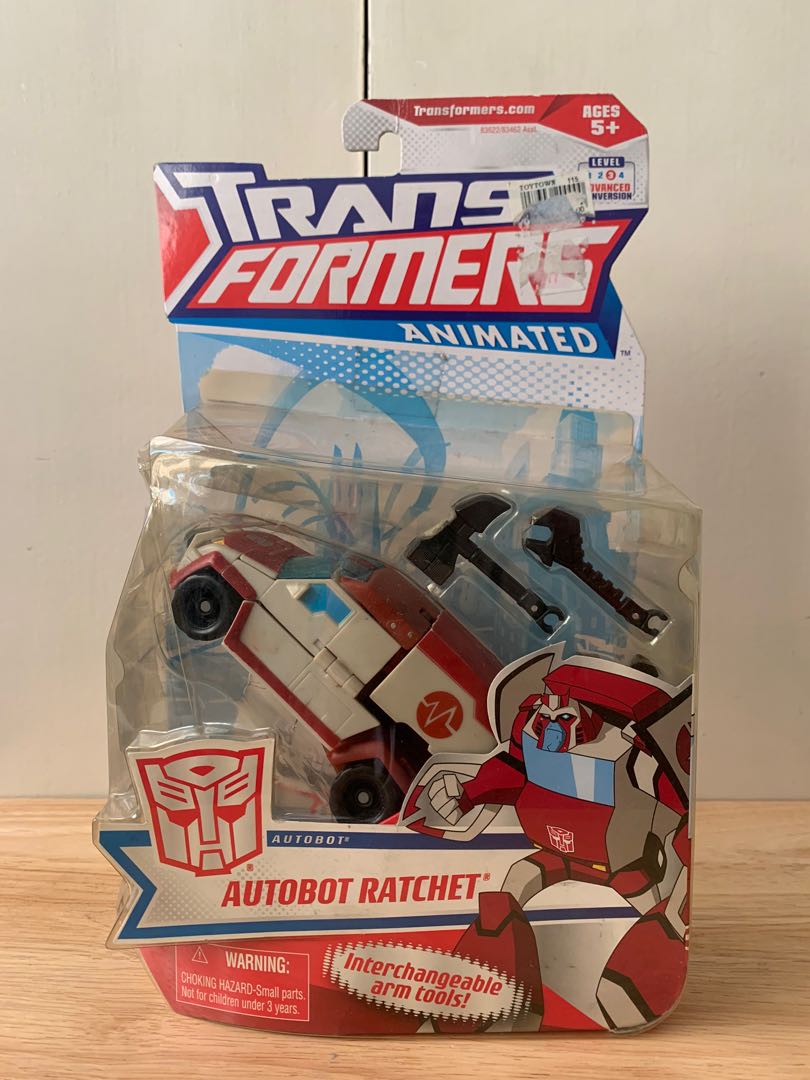 Transformers.com
AGES
5+
83622/83462 Asst.
LEVEL
1 2 3 4
ADVANCED
CONVERSION
TOYTOWN 115
TRANS
FORMERS
ANIMATED
TM
AUTOBOT®
AUTOBOT RATCHET®
WARNING:
CHOKING HAZARD-Small parts.
Not for children under 3 years.
Interchangeable
arm tools!